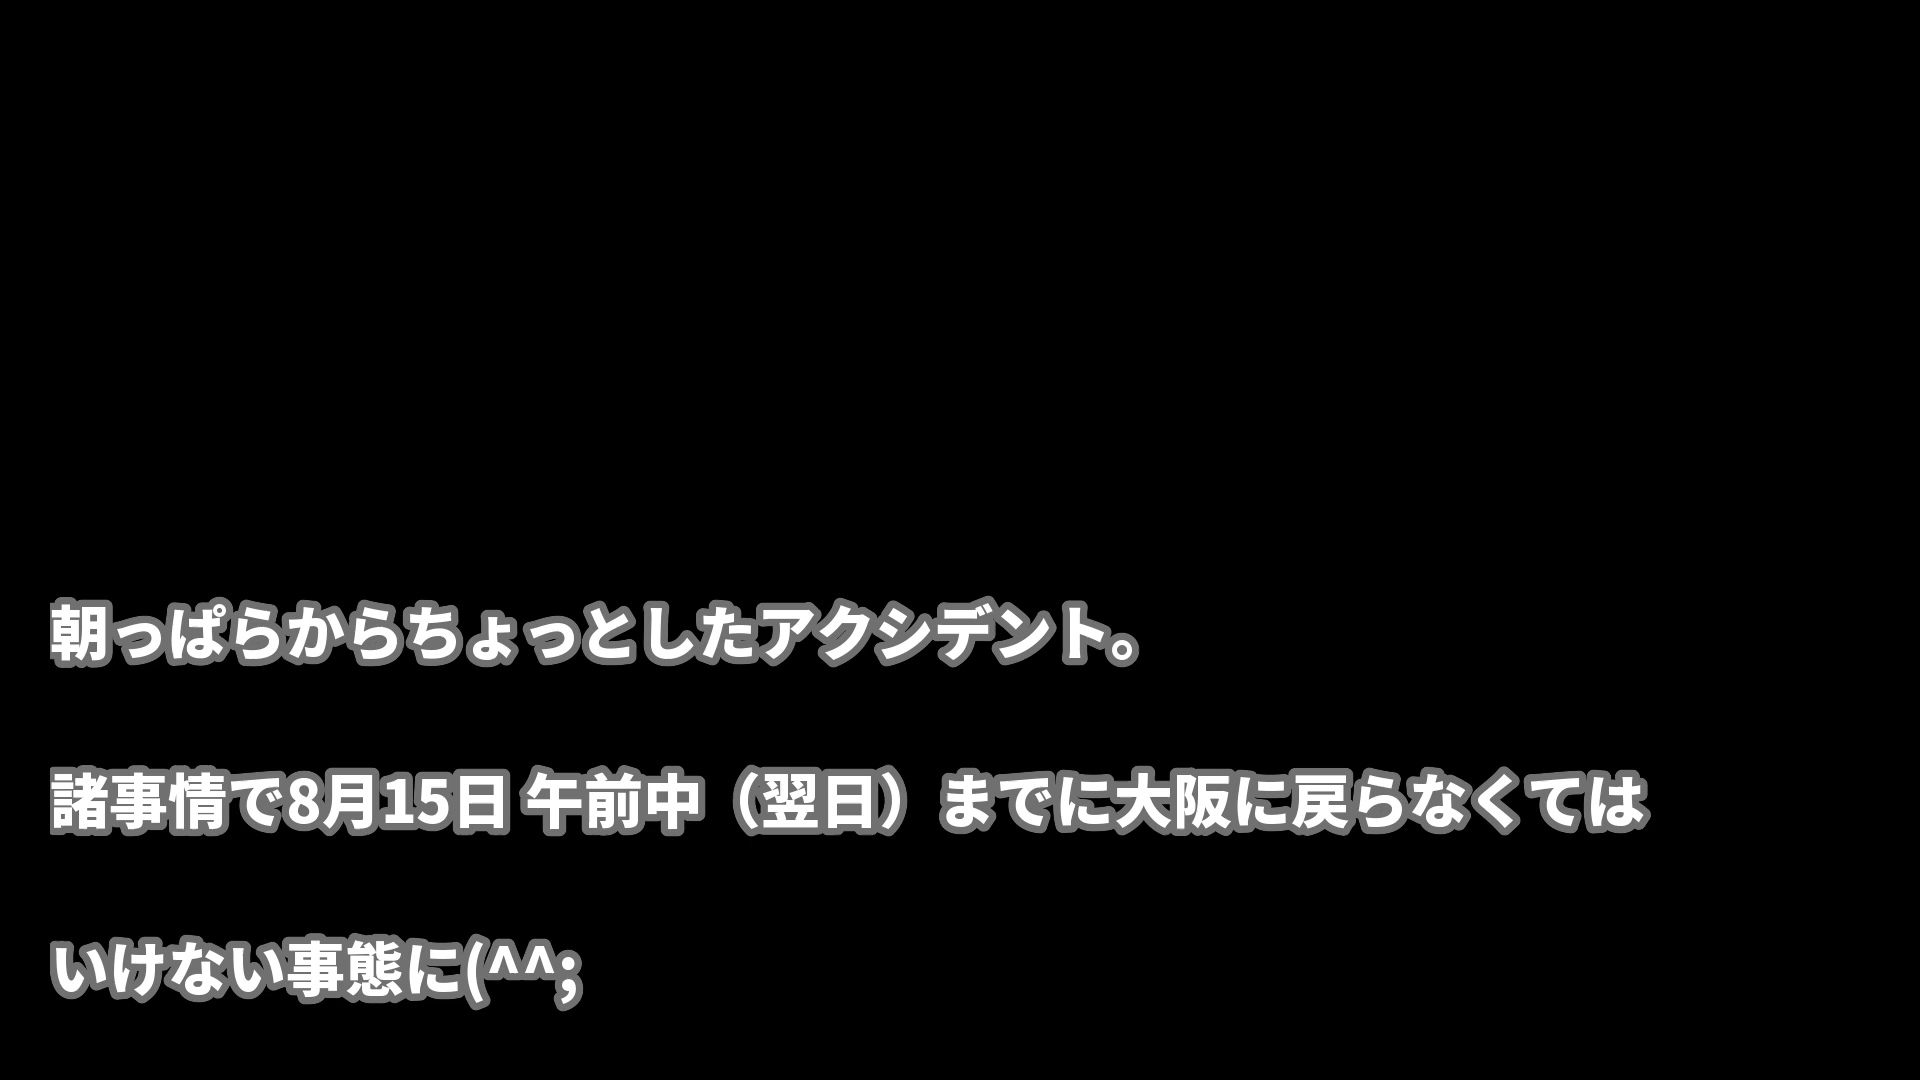 朝っぱらからちょっとしたアクシデント。
諸事情で8月15日 午前中（翌日）までに大阪に戻らなくては
いけない事態に(^^;